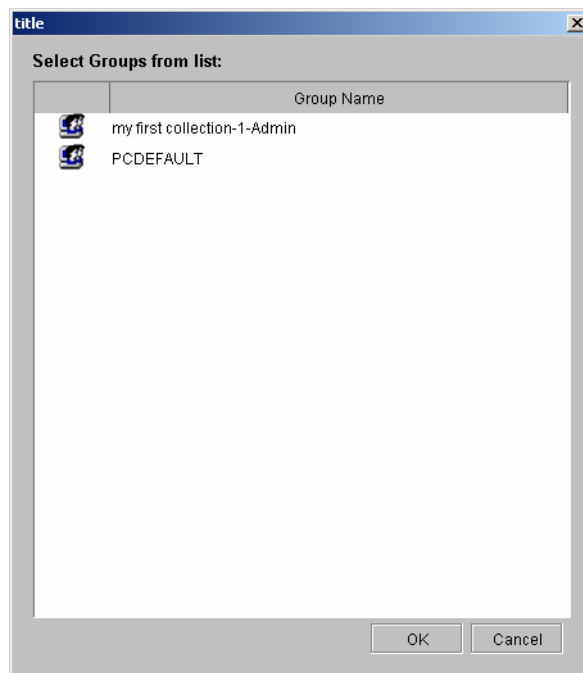 title
Select Groups from list:
Group Name
my first collection-1-Admin
PCDEFAULT
OK Cancel